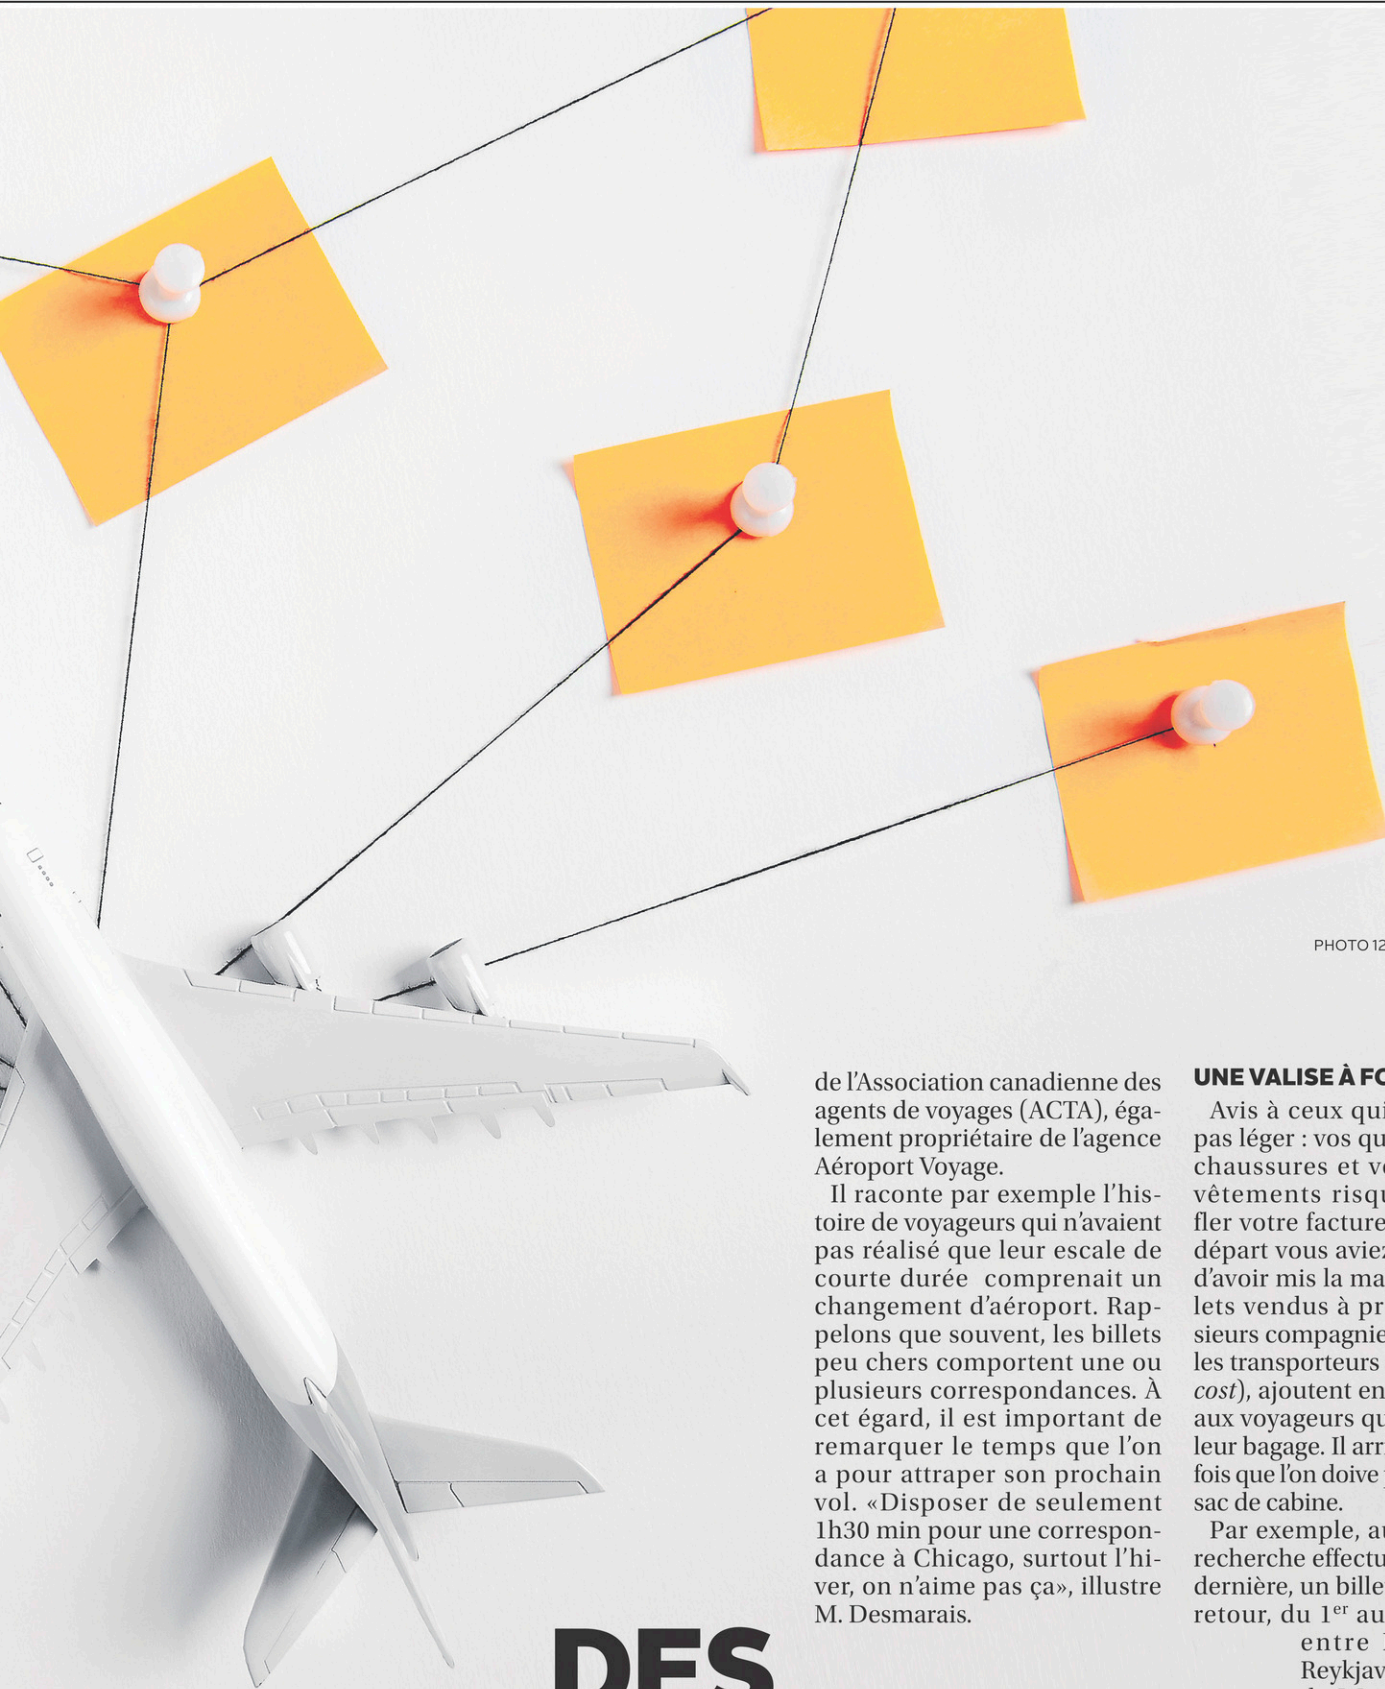 PHOTO 12
de l'Association canadienne des
agents de voyages (ACTA), éga-
lement propriétaire de l'agence
Aéroport Voyage.
Il raconte par exemple l'his-
toire de voyageurs qui n'avaient
pas réalisé que leur escale de
courte durée comprenait un
changement d'aéroport. Rap-
pelons que souvent, les billets
peu chers comportent une ou
plusieurs correspondances. À
cet égard, il est important de
remarquer le temps que l'on
a pour attraper son prochain
vol. «Disposer de seulement
1h30 min pour une correspon-
dance à Chicago, surtout l'hi-
ver, on n'aime pas ça», illustre
M. Desmarais.
UNE VALISE À
Avis à ceux qui
pas léger : vos
chaussures et
vêtements
fler votre facture
départ vous
d'avoir mis la
lets vendus à
sieurs
les transporteurs
cost), ajoutent en
aux voyageurs
leur bagage. Il
fois que l'on doive
sac de cabine.
Par exemple,
recherche
dernière, un
retour, du 1er au
entre
DES